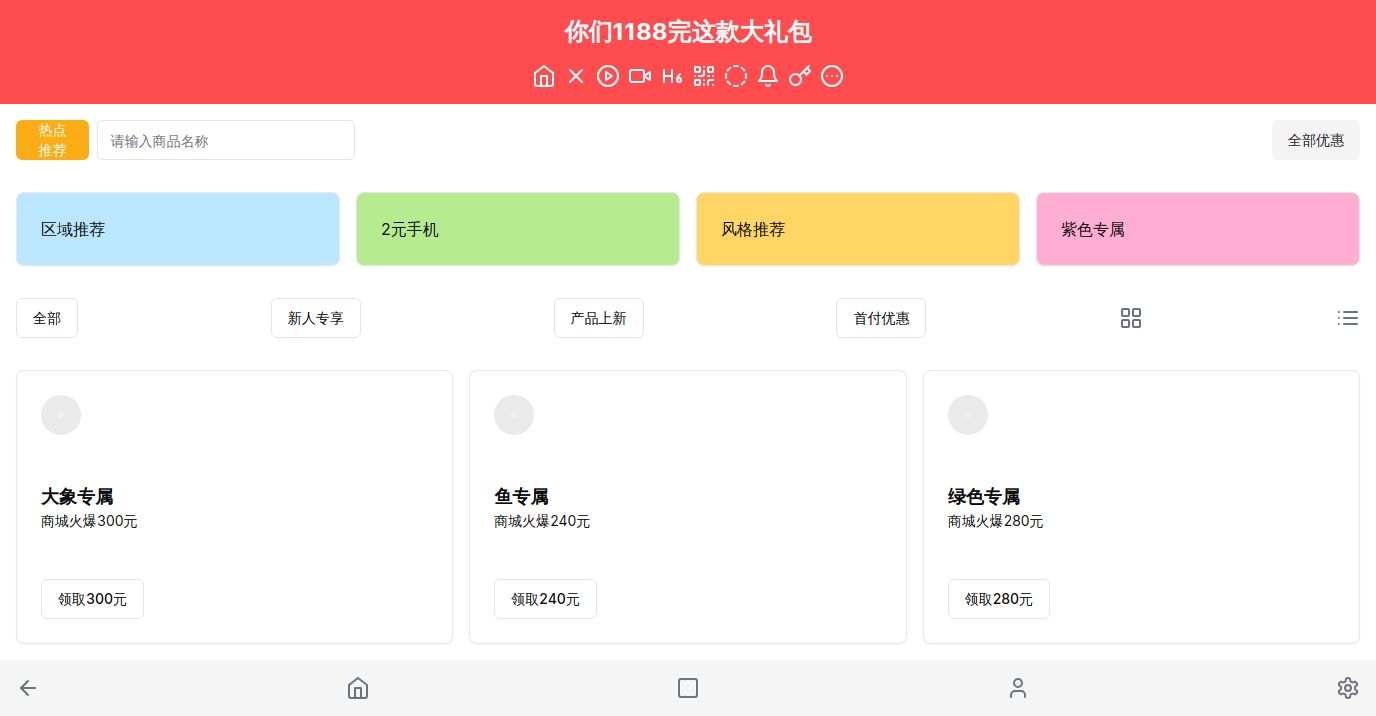 你们1188完这款大礼包
H6
热点
推荐
请输入商品名称
全部优惠
区域推荐
2元手机
风格推荐
紫色专属
全部
新人专享
产品上新
首付优惠
大象专属
商城火爆300元
领取300元
鱼专属
商城火爆240元
领取240元
绿色专属
商城火爆280元
领取280元